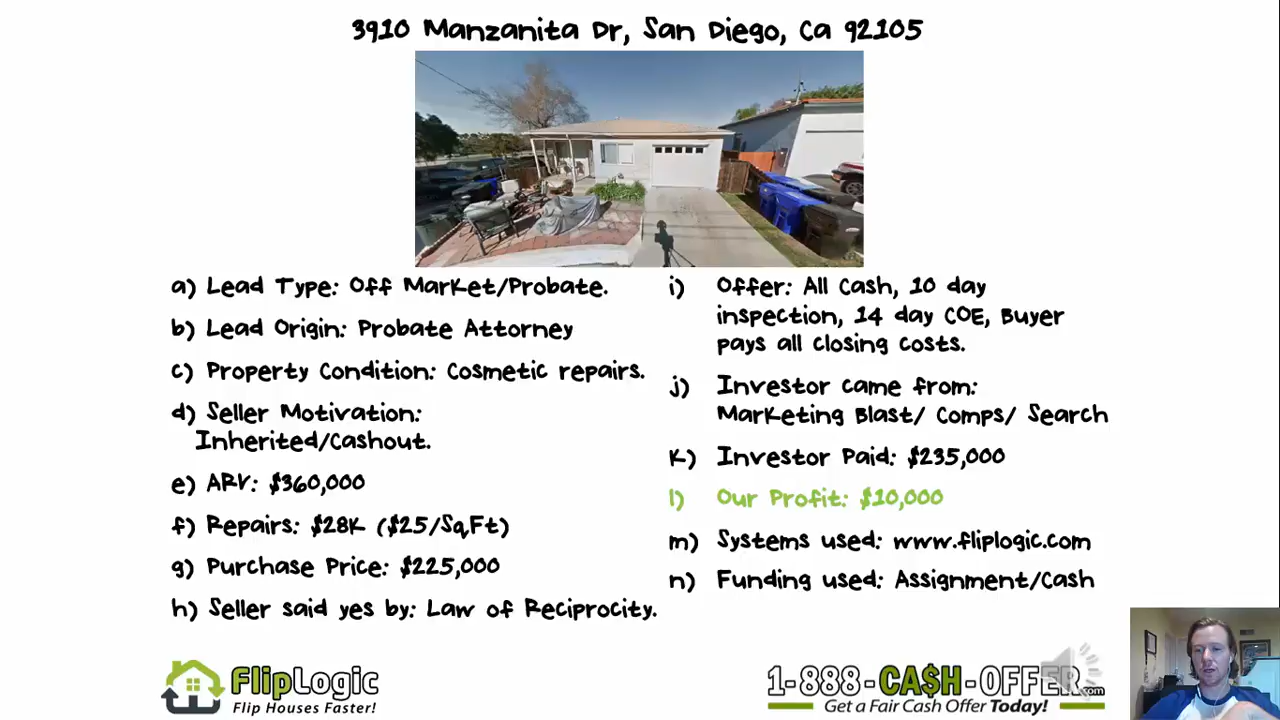 3910 Manzanita Dr, San Diego, Ca 92105
a) Lead Type: Off Market/Probate.
b) Lead Origin: Probate Attorney
c) Property Condition: Cosmetic repairs.
d) Seller Motivation:
Inherited/Cashout.
e) ARV: $360,000
f) Repairs: $28K ($25/SqFt)
g) Purchase Price: $225,000
h) Seller said yes by: Law of Reciprocity.
i) Offer: All Cash, 10 day
inspection, 14 day COE, Buyer
pays all closing costs.
j) Investor came from:
Marketing Blast/ Comps/ Search
k) Investor Paid: $235,000
l) Our Profit: $10,000
m) Systems used: www.fliplogic.com
n) Funding used: Assignment/Cash
FlipLogic
Flip Houses Faster!
1-888-CA$H-OFFER.com
Get a Fair Cash Offer Today!